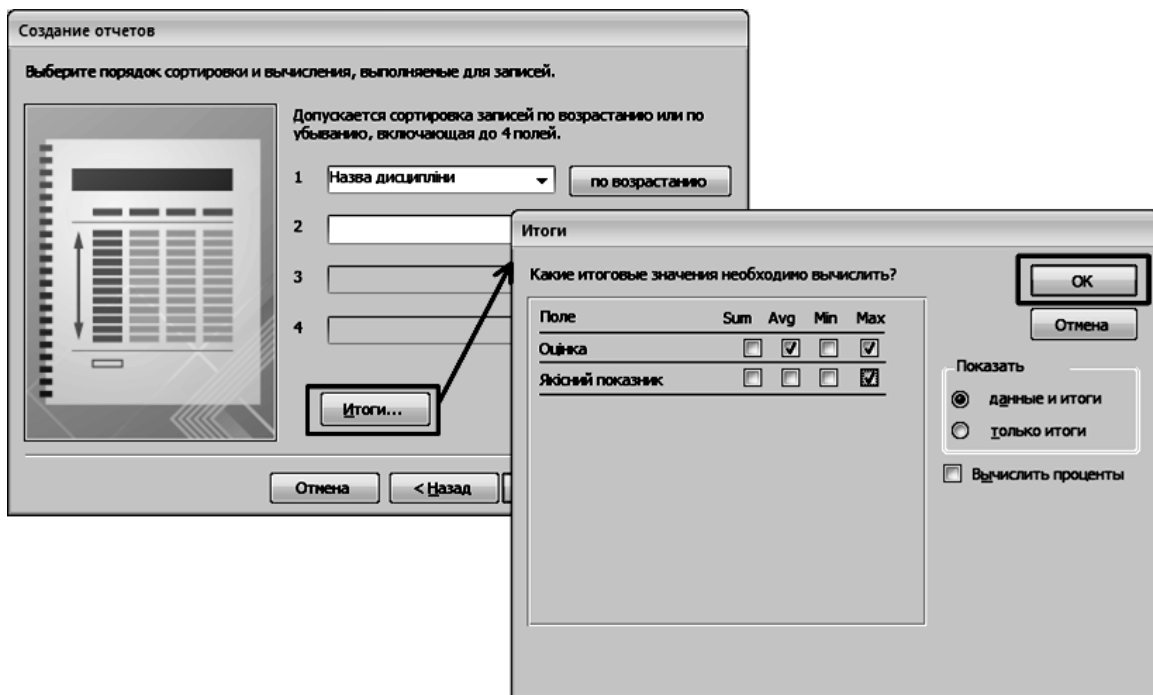 Создание отчетов
Выберите порядок сортировки и вычисления, выполняемые для записей.
Допускается сортировка записей по возрастанию или по
убыванию, включающая до 4 полей.
1 Назва дисципліни по возрастанию
2
3
4
Итоги...
Отмена < Назад
Итоги
Какие итоговые значения необходимо вычислить?
Поле Sum Avg Min Max
Оцінка
Якісний показник
OK
Отмена
Показать
данные и итоги
только итоги
Вычислить проценты